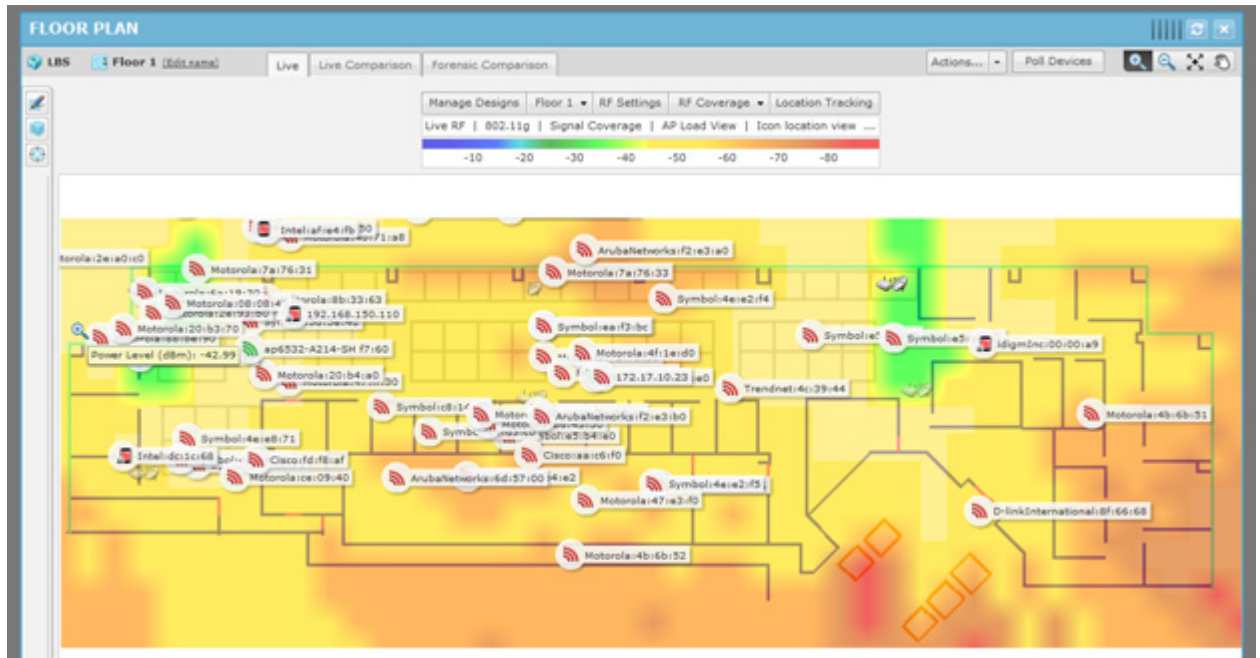 FLOOR PLAN
LBS Floor 1 [Edit name] Live Live Comparison Forensic Comparison Actions... Poll Devices
Manage Designs Floor 1 RF Settings RF Coverage Location Tracking
Live RF | 802.11g | Signal Coverage | AP Load View | Icon location view ...
-10 -20 -30 -40 -50 -60 -70 -80
Intel:af:e4:fb
ArubaNetworks:f2:e3:a0
Motorola:7a:76:31
Motorola:7a:76:33
Symbol:4e:e2:f4
192.168.150.110
Symbol:ea:f3:bc
Motorola:20:b3:70
Symbol:e5:
idigmInc:00:00:a9
Power Level (dBm): -42.99
ap6532-A214-SH f7:60
Motorola:4f:1e:d0
Motorola:20:b4:a0
172.17.10.23
Trendnet:4c:39:44
Symbol:c8:14
ArubaNetworks:f2:e3:b0
Motorola:4b:6b:51
Symbol:4e:e8:71
Intel:dc:1c:68
Cisco:fd:f8:af
Cisco:aa:c6:f0
Motorola:ce:09:40
ArubaNetworks:6d:57:00
Symbol:4e:e2:f5
Motorola:47:e3:f0
D-linkInternational:8f:66:68
Motorola:4b:6b:52